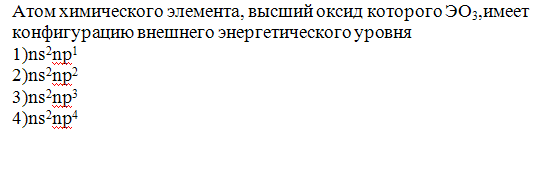 Атом химического элемента, высший оксид которого ЭО₃,имеет
конфигурацию внешнего энергетического уровня
1)ns²np¹
2)ns²np²
3)ns²np³
4)ns²np⁴